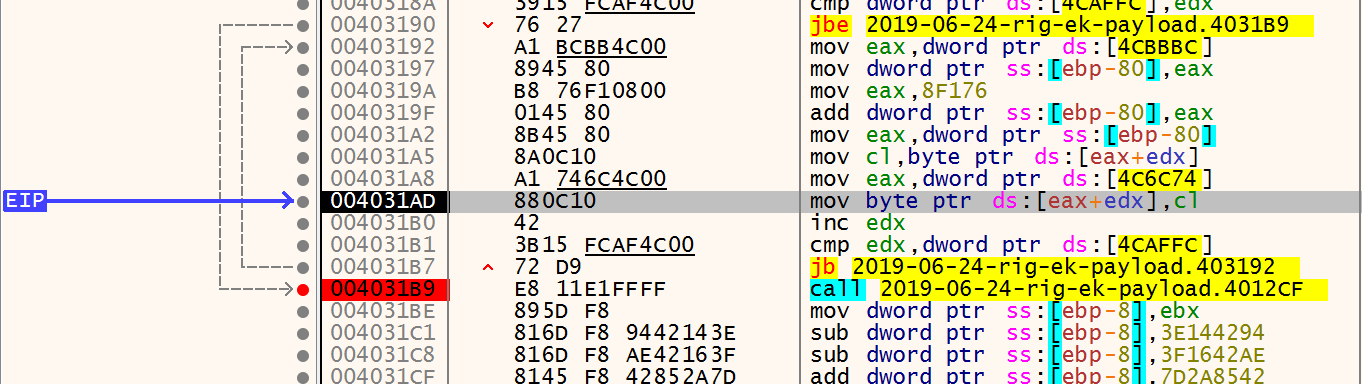 0040318A 3915 FCAF4C00 cmp dword ptr ds:[4CAFFC],edx
00403190 76 27 jbe 2019-06-24-rig-ek-payload.4031B9
00403192 A1 BCBB4C00 mov eax,dword ptr ds:[4CBBBC]
00403197 8945 80 mov dword ptr ss:[ebp-80],eax
0040319A B8 76F10800 mov eax,8F176
0040319F 0145 80 add dword ptr ss:[ebp-80],eax
004031A2 8B45 80 mov eax,dword ptr ss:[ebp-80]
004031A5 8A0C10 mov cl,byte ptr ds:[eax+edx]
004031A8 A1 746C4C00 mov eax,dword ptr ds:[4C6C74]
EIP 004031AD 880C10 mov byte ptr ds:[eax+edx],cl
004031B0 42 inc edx
004031B1 3B15 FCAF4C00 cmp edx,dword ptr ds:[4CAFFC]
004031B7 72 D9 jb 2019-06-24-rig-ek-payload.403192
004031B9 E8 11E1FFFF call 2019-06-24-rig-ek-payload.4012CF
004031BE 895D F8 mov dword ptr ss:[ebp-8],ebx
004031C1 816D F8 9442143E sub dword ptr ss:[ebp-8],3E144294
004031C8 816D F8 AE42163F sub dword ptr ss:[ebp-8],3F1642AE
004031CF 8145 F8 42852A7D add dword ptr ss:[ebp-8],7D2A8542